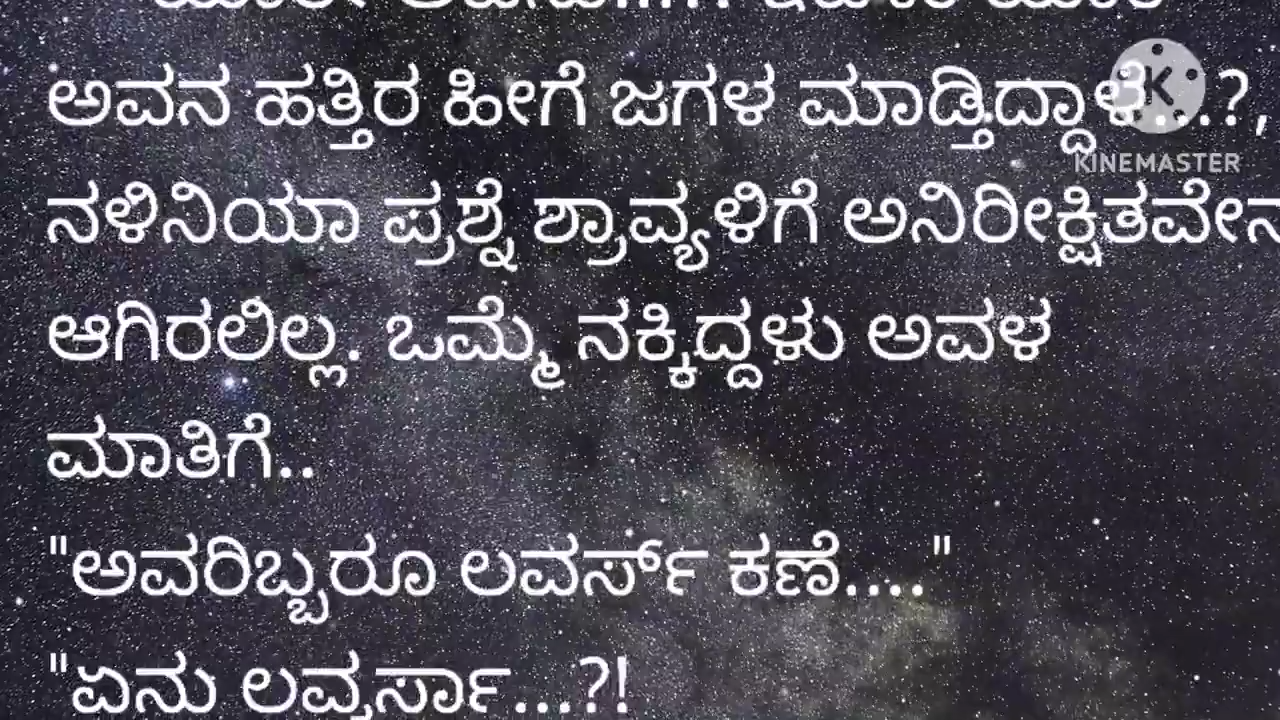 ಅವನ ಹತ್ತಿರ ಹೀಗೆ ಜಗಳ ಮಾಡ್ತಿದ್ದಾಳೆ...?,
KINEMASTER
ನಳಿನಿಯಾ ಪ್ರಶ್ನೆ ಶ್ರಾವ್ಯಳಿಗೆ ಅನಿರೀಕ್ಷಿತವೇನ
ಆಗಿರಲಿಲ್ಲ. ಒಮ್ಮೆ ನಕ್ಕಿದ್ದಳು ಅವಳ
ಮಾತಿಗೆ..
"ಅವರಿಬ್ಬರೂ ಲವರ್ಸ್ ಕಣೆ...."
"ಏನು ಲವ್ರರ್ಸಾ...?!